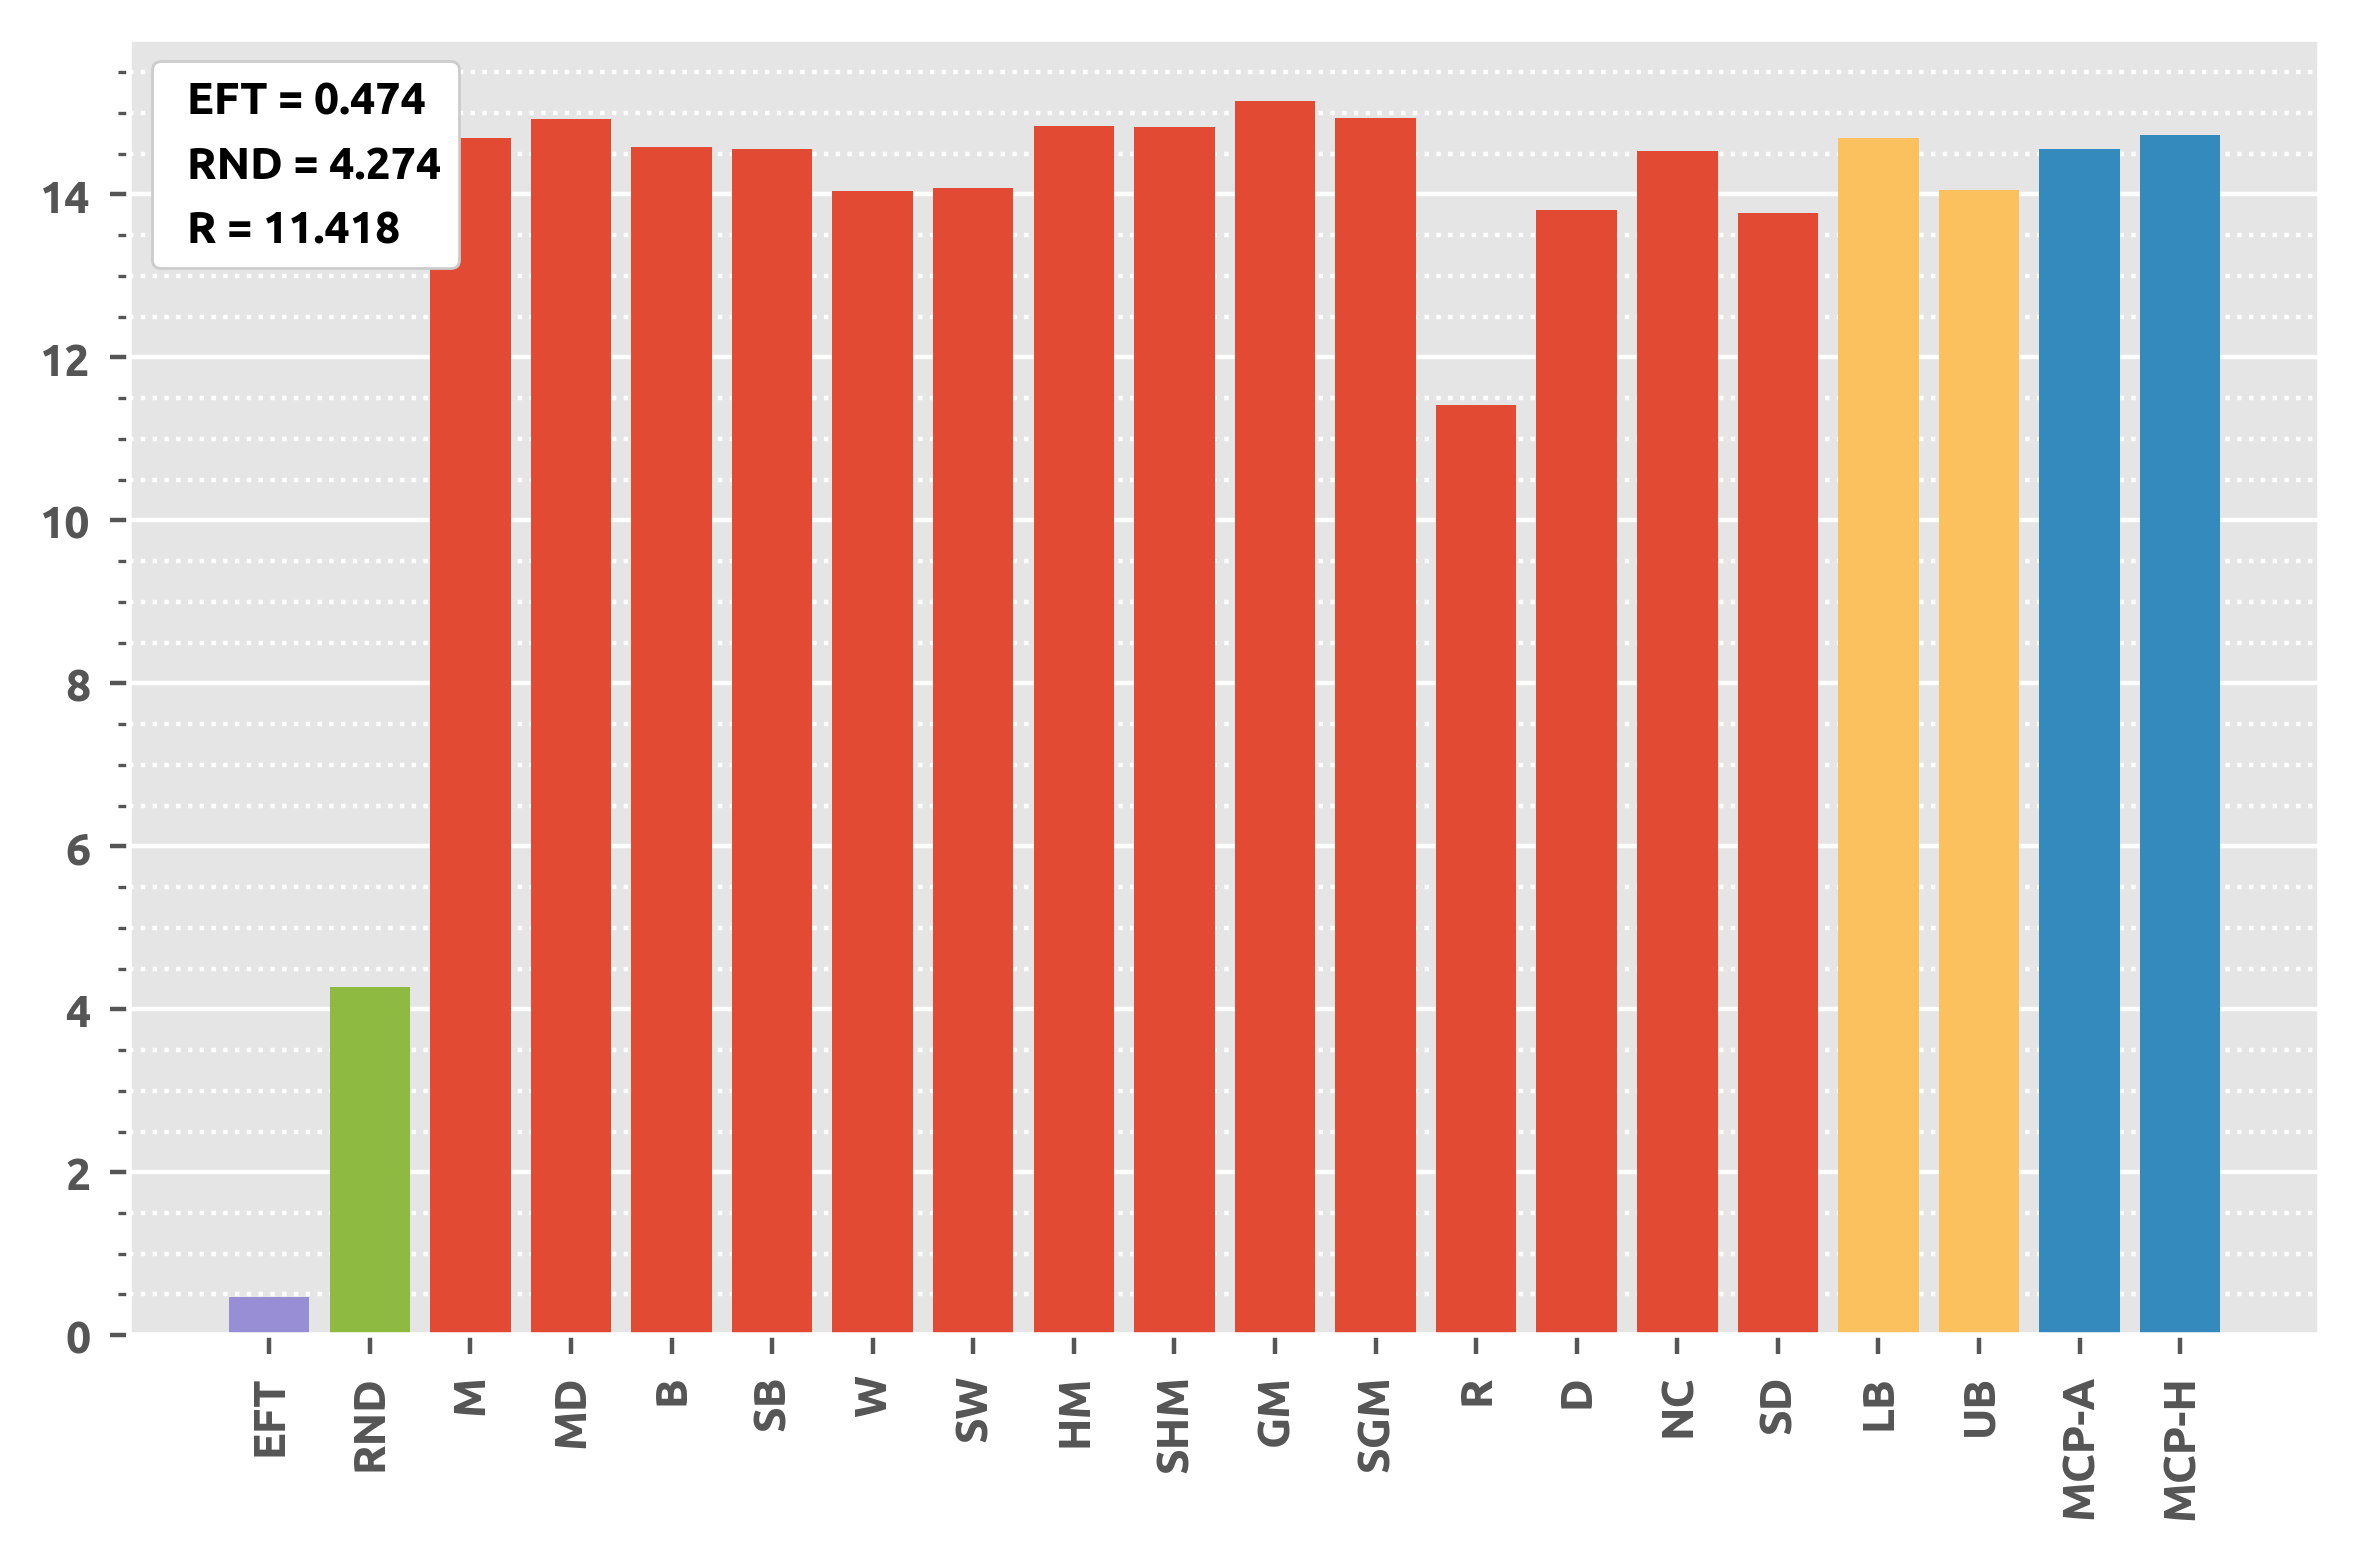 EFT = 0.474
RND = 4.274
R = 11.418
14
12
10
8
6
4
2
0
EFT
RND
M
MD
B
SB
W
SW
HM
SHM
GM
SGM
R
D
NC
SD
LB
UB
MCP-A
MCP-H